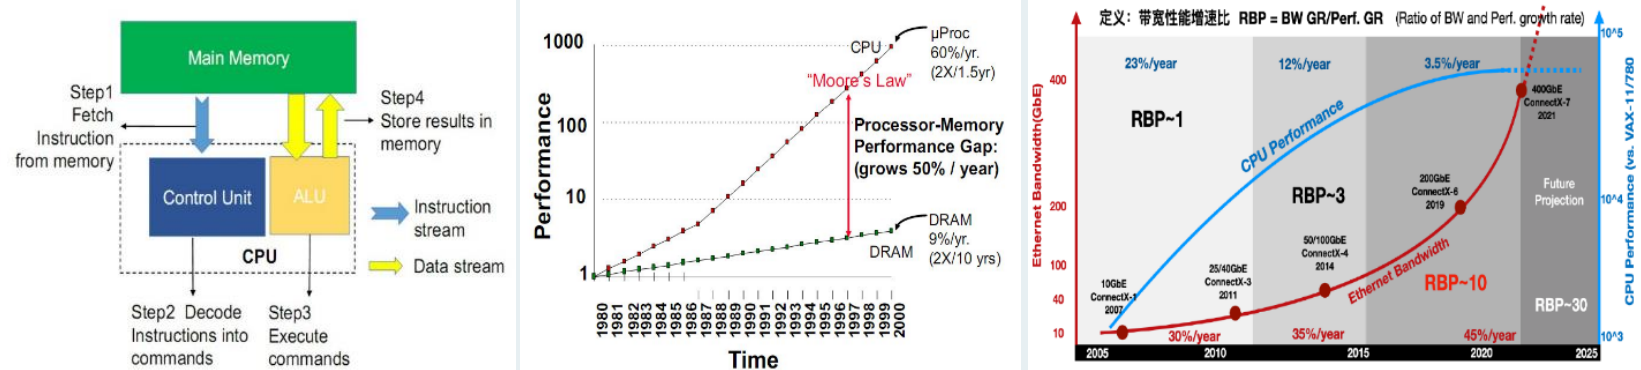 Main Memory
Step1
Fetch
Instruction
from memory
Step4
Store results in
memory
Control Unit
ALU
CPU
Instruction
stream
Data stream
Step2 Decode
Instructions into
commands
Step3
Execute
commands
Performance
1000
100
10
1
CPU
µProc
60%/yr.
(2X/1.5yr)
“Moore's Law”
Processor-Memory
Performance Gap:
(grows 50% / year)
DRAM
DRAM
9%/yr.
(2X/10 yrs)
1980
1981
1982
1983
1984
1985
1986
1987
1988
1989
1990
1991
1992
1993
1994
1995
1996
1997
1998
1999
2000
Time
定义：带宽性能增速比 RBP = BW GR/Perf. GR (Ratio of BW and Perf. growth rate)
Ethernet Bandwidth(GbE)
400
200
100
40
10
23%/year
12%/year
3.5%/year
RBP~1
CPU Performance
RBP~3
RBP~10
RBP~30
Future
Projection
400GbE
ConnectX-7
2021
200GbE
ConnectX-6
2019
50/100GbE
ConnectX-4
2014
25/40GbE
ConnectX-3
2011
10GbE
ConnectX-1
2007
Ethernet Bandwidth
30%/year
35%/year
45%/year
2005
2010
2015
2020
2025
10^5
10^4
10^3
CPU Performance (vs. VAX-11/780